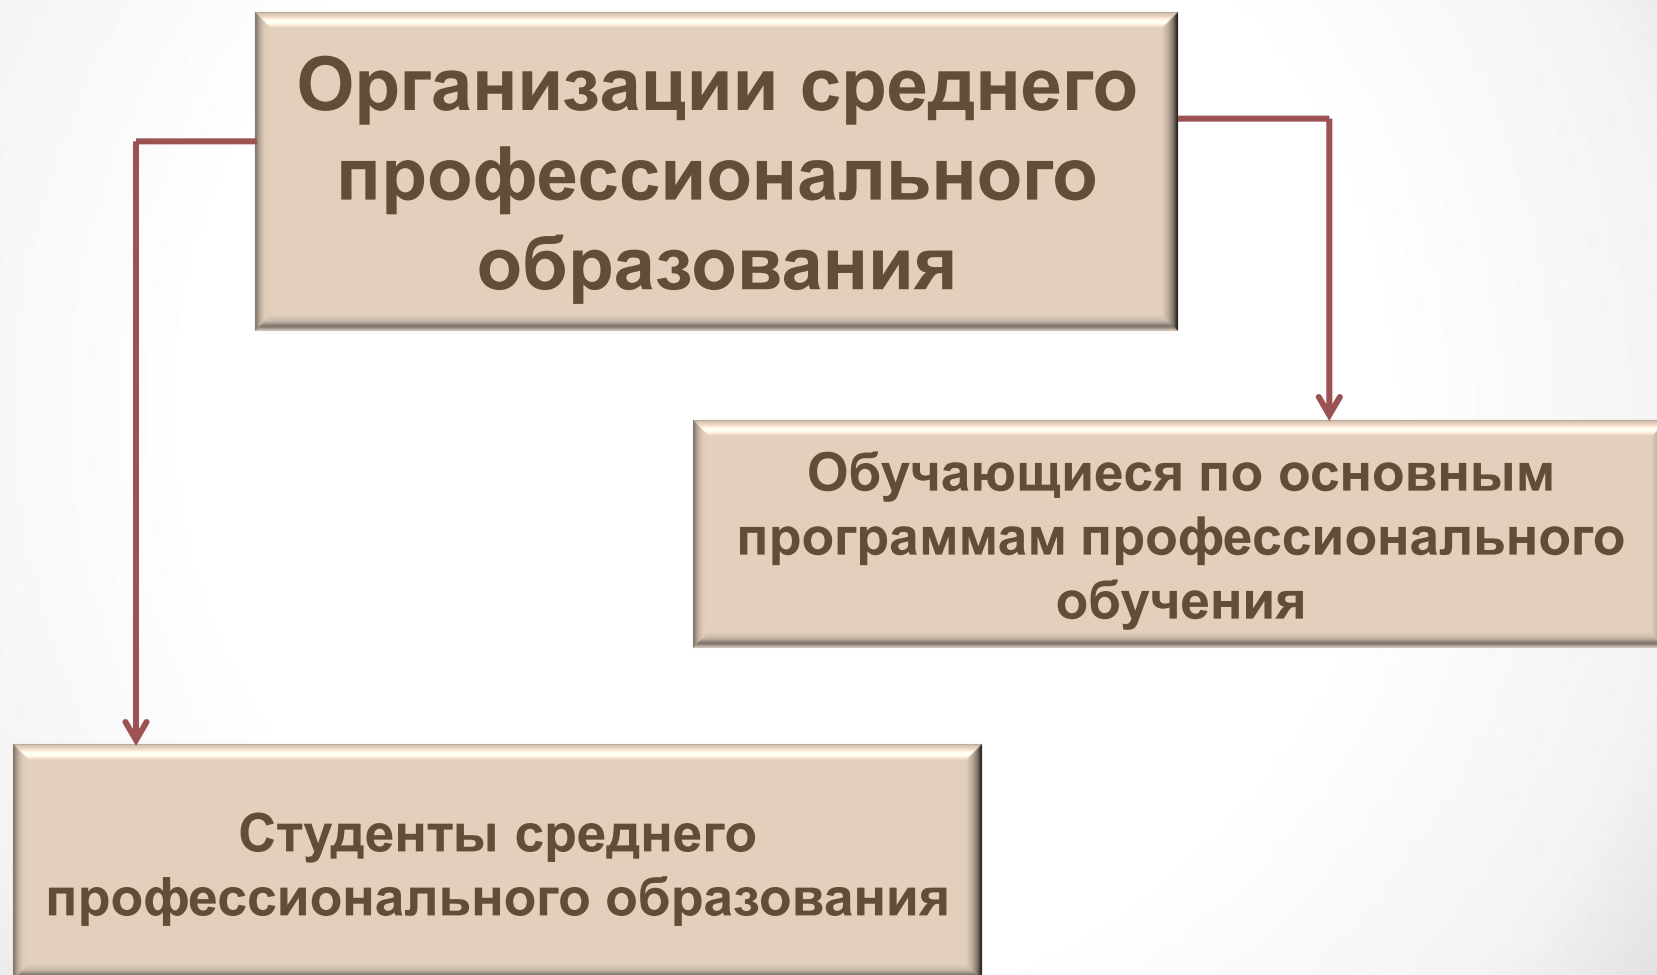 Организации среднего
профессионального
образования
Обучающиеся по основным
программам профессионального
обучения
Студенты среднего
профессионального образования